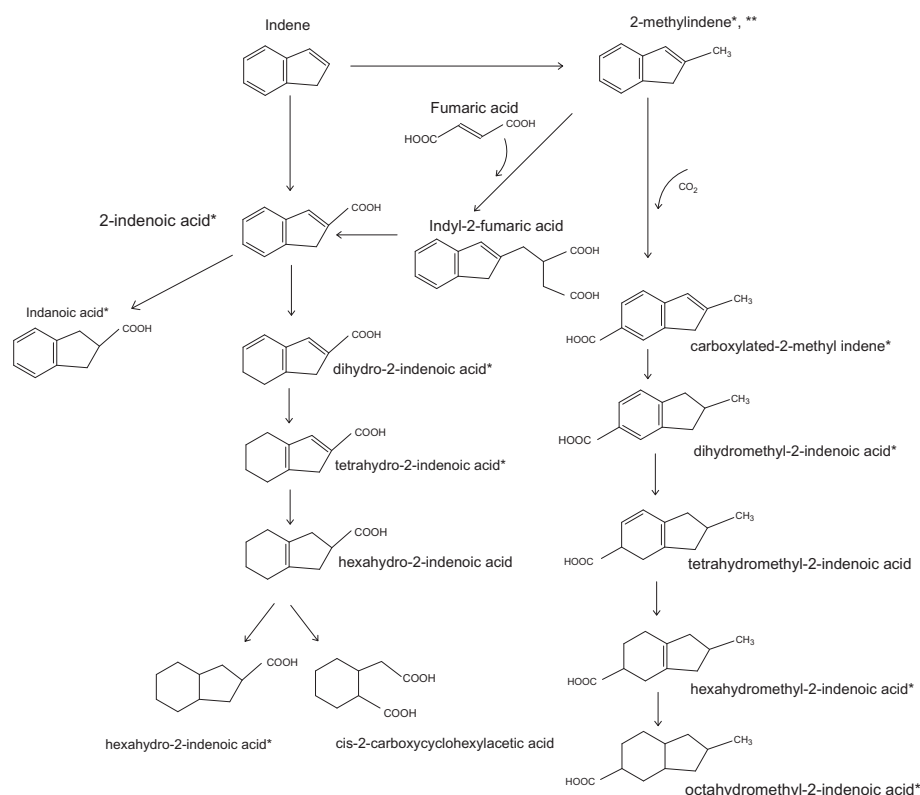 Indene
2-methylindene*, **
CH3
Fumaric acid
COOH
HOOC
CO2
2-indenoic acid*
COOH
Indyl-2-fumaric acid
COOH
COOH
Indanoic acid*
COOH
COOH
dihydro-2-indenoic acid*
CH3
HOOC
carboxylated-2-methyl indene*
COOH
tetrahydro-2-indenoic acid*
CH3
HOOC
dihydromethyl-2-indenoic acid*
COOH
hexahydro-2-indenoic acid
CH3
HOOC
tetrahydromethyl-2-indenoic acid
COOH
hexahydro-2-indenoic acid*
COOH
COOH
cis-2-carboxycyclohexylacetic acid
CH3
HOOC
hexahydromethyl-2-indenoic acid*
CH3
HOOC
octahydromethyl-2-indenoic acid*